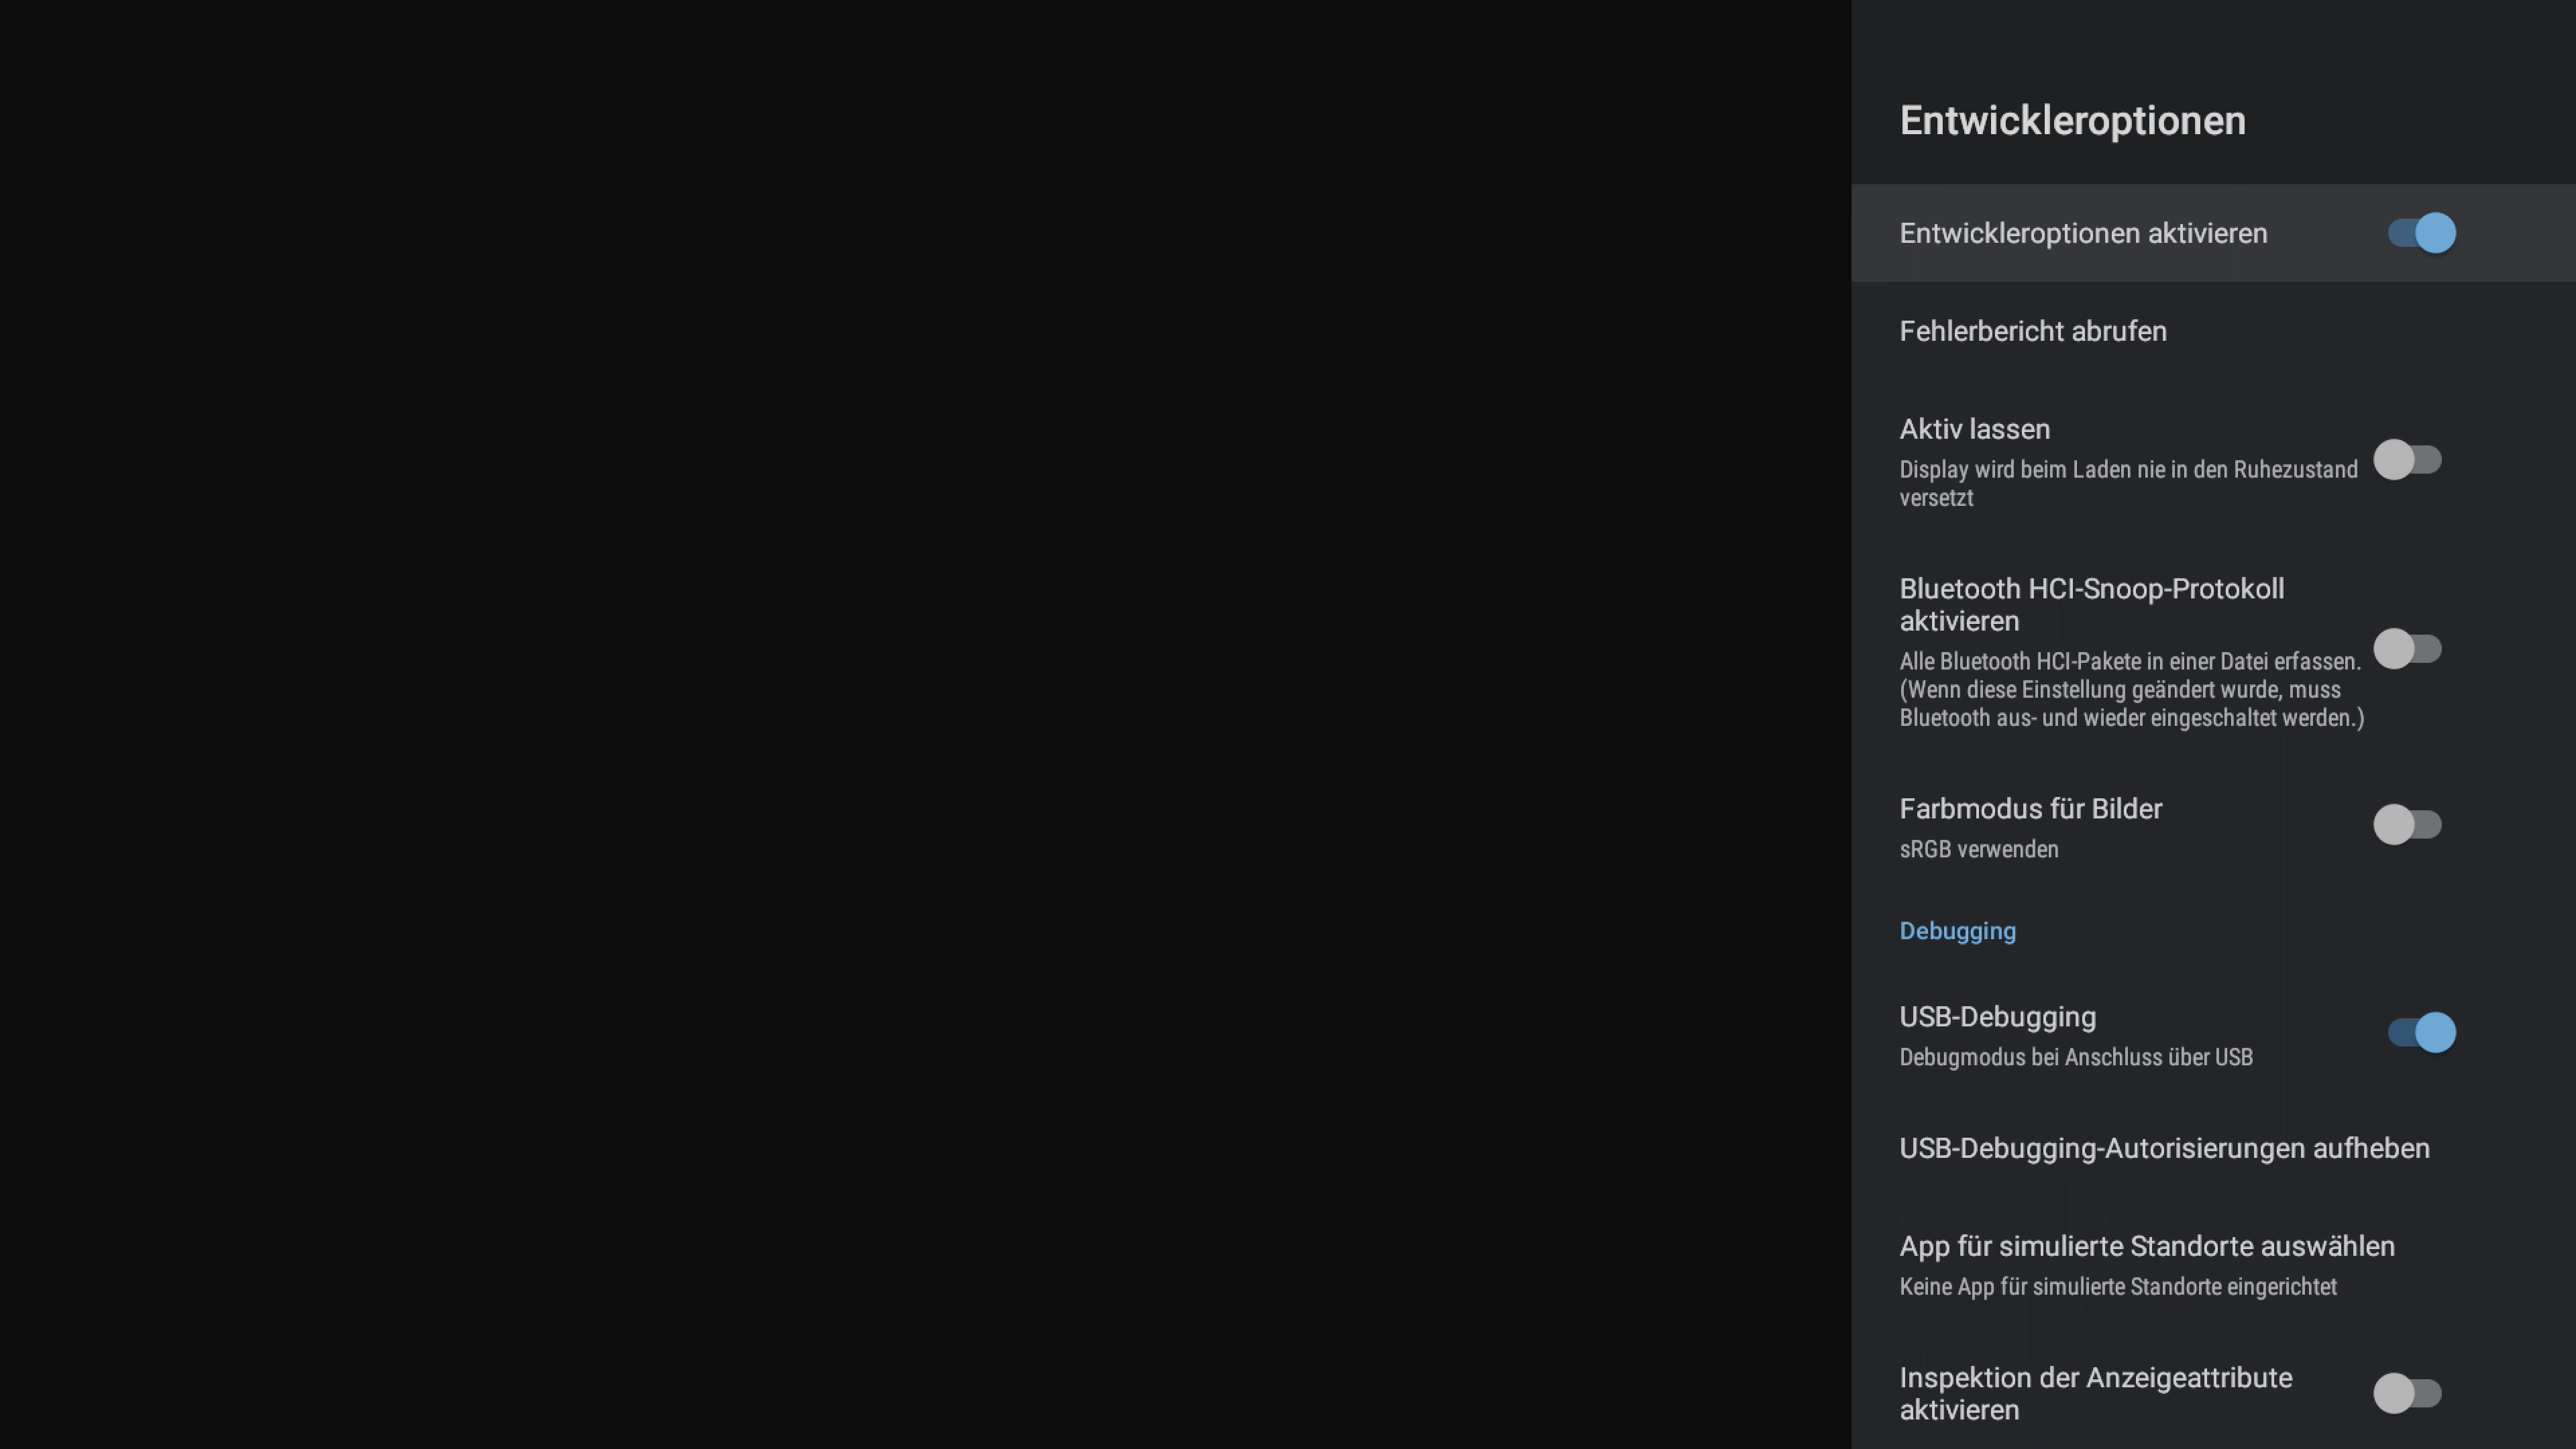 Entwickleroptionen
Entwickleroptionen aktivieren
Fehlerbericht abrufen
Aktiv lassen
Display wird beim Laden nie in den Ruhezustand
versetzt
Bluetooth HCI-Snoop-Protokoll
aktivieren
Alle Bluetooth HCI-Pakete in einer Datei erfassen.
(Wenn diese Einstellung geändert wurde, muss
Bluetooth aus- und wieder eingeschaltet werden.)
Farbmodus für Bilder
sRGB verwenden
Debugging
USB-Debugging
Debugmodus bei Anschluss über USB
USB-Debugging-Autorisierungen aufheben
App für simulierte Standorte auswählen
Keine App für simulierte Standorte eingerichtet
Inspektion der Anzeigeattribute
aktivieren